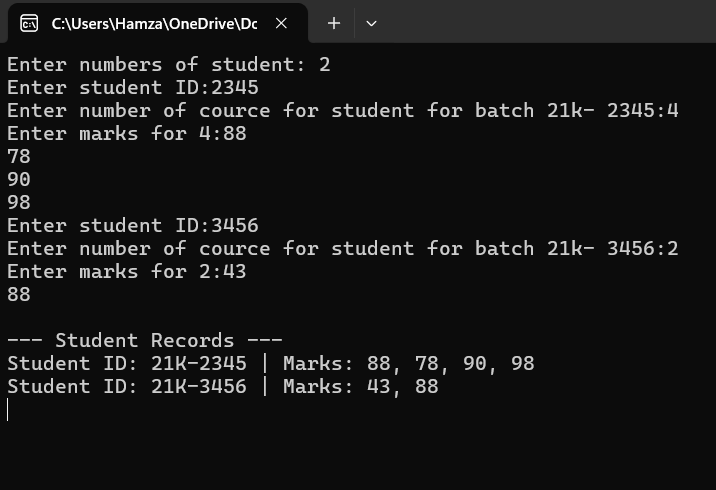 C:\Users\Hamza\OneDrive\Dc
Enter numbers of student: 2
Enter student ID:2345
Enter number of cource for student for batch 21k- 2345:4
Enter marks for 4:88
78
90
98
Enter student ID:3456
Enter number of cource for student for batch 21k- 3456:2
Enter marks for 2:43
88
--- Student Records ---
Student ID: 21K-2345 | Marks: 88, 78, 90, 98
Student ID: 21K-3456 | Marks: 43, 88